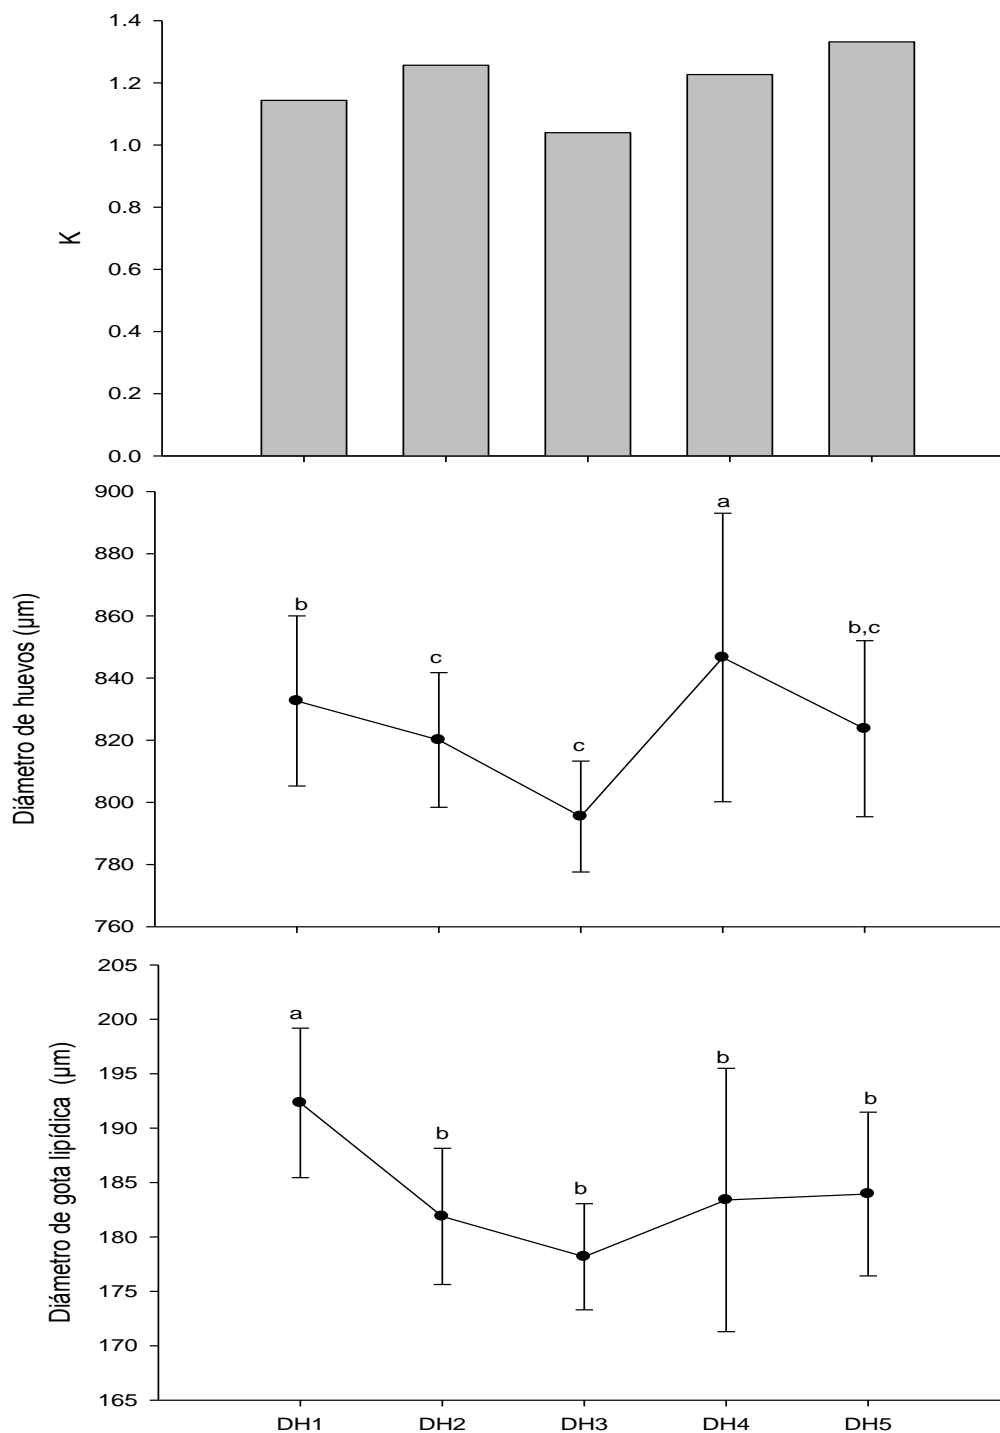 1.4
1.2
1.0
0.8
0.6
0.4
0.2
0.0
K
900
880
860
840
820
800
780
760
Diámetro de huevos (µm)
b
c
c
a
b,c
205
200
195
190
185
180
175
170
165
Diámetro de gota lipídica (µm)
a
b
b
b
b
DH1 DH2 DH3 DH4 DH5